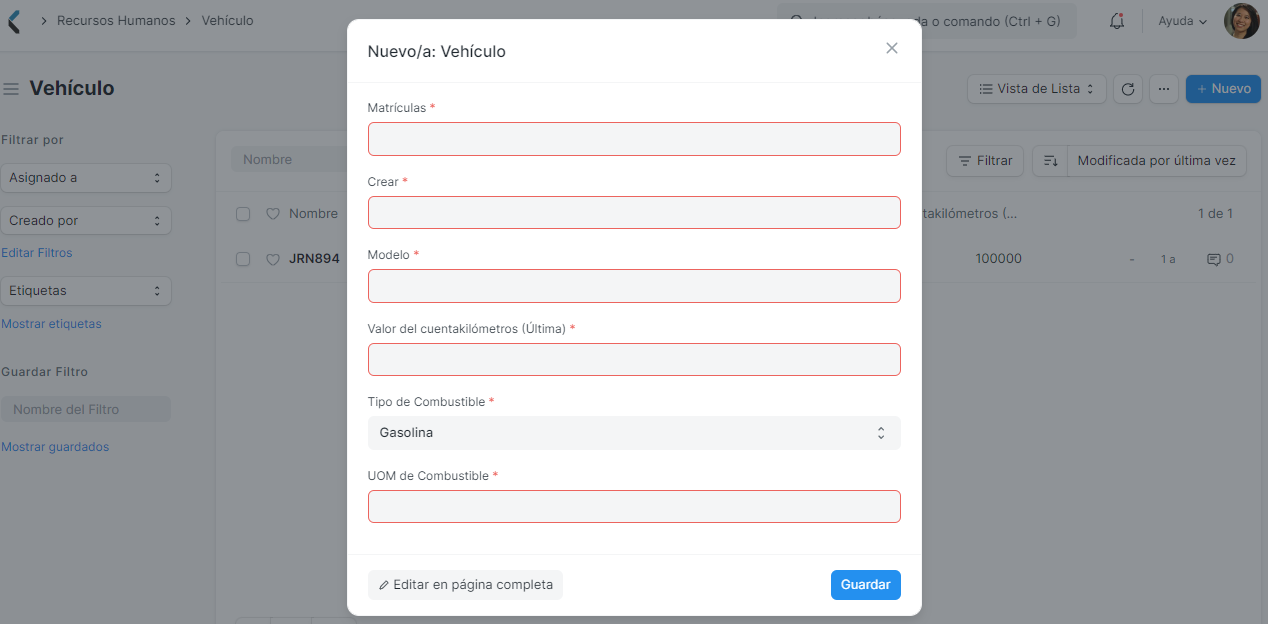 Recursos Humanos
Vehículo
o comando (Ctrl + G)
Ayuda
Vehículo
Vista de Lista
+ Nuevo
Filtrar por
Asignado a
Creado por
Editar Filtros
Etiquetas
Mostrar etiquetas
Guardar Filtro
Nombre del Filtro
Mostrar guardados
Nombre
Filtrar
Modificada por última vez
Nombre
takilómetros (...
1 de 1
JRN894
100000
-
1 a
0
Nuevo/a: Vehículo
Matrículas *
Crear *
Modelo *
Valor del cuentakilómetros (Última) *
Tipo de Combustible *
Gasolina
UOM de Combustible *
Editar en página completa
Guardar